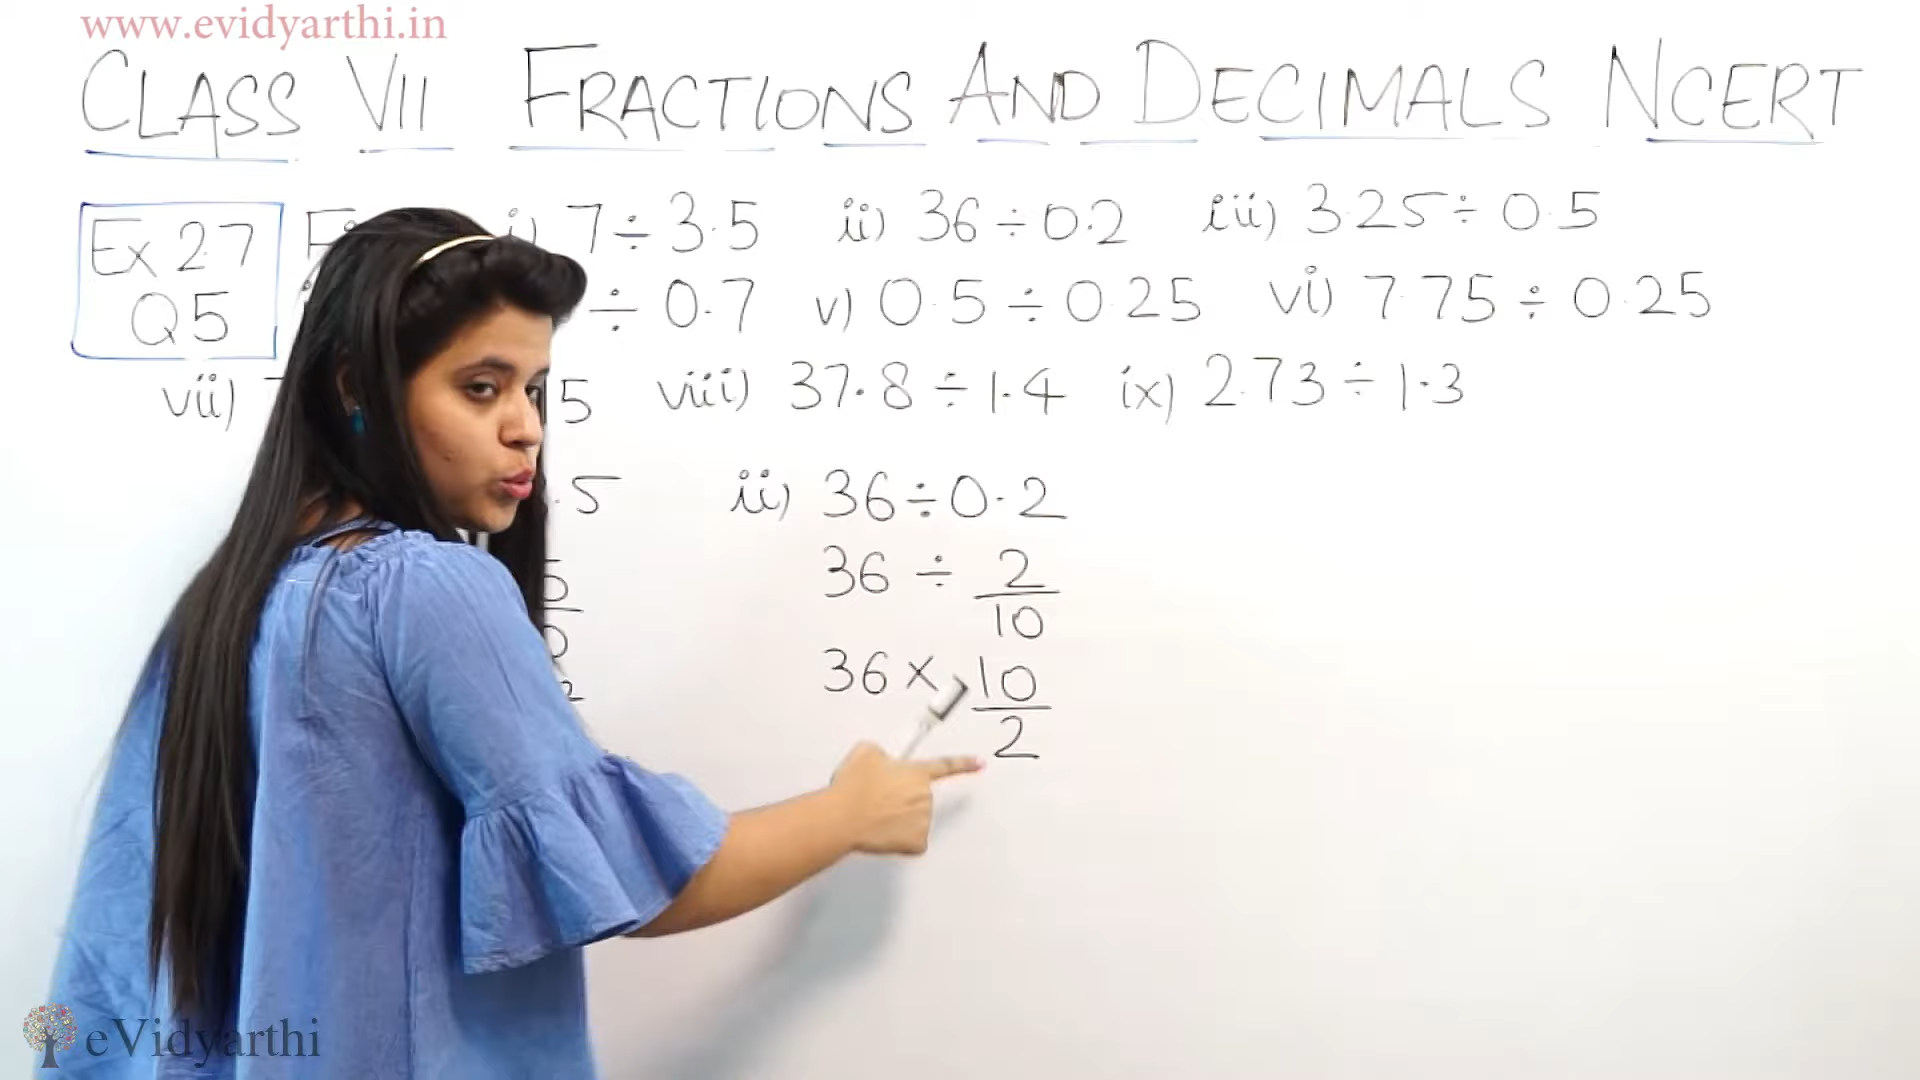 www.evidyarthi.in
CLASS VII FRACTIONS AND DECIMALS NCERT
Ex 2.7 i) 7 ÷ 3.5 ii) 36 ÷ 0.2 iii) 3.25 ÷ 0.5
Q5 ÷ 0.7 v) 0.5 ÷ 0.25 vi) 7.75 ÷ 0.25
vii) 15 viii) 37.8 ÷ 1.4 ix) 2.73 ÷ 1.3
.5 ii) 36 ÷ 0.2
36 ÷ 2/10
36 × 10/2
eVidyarthi